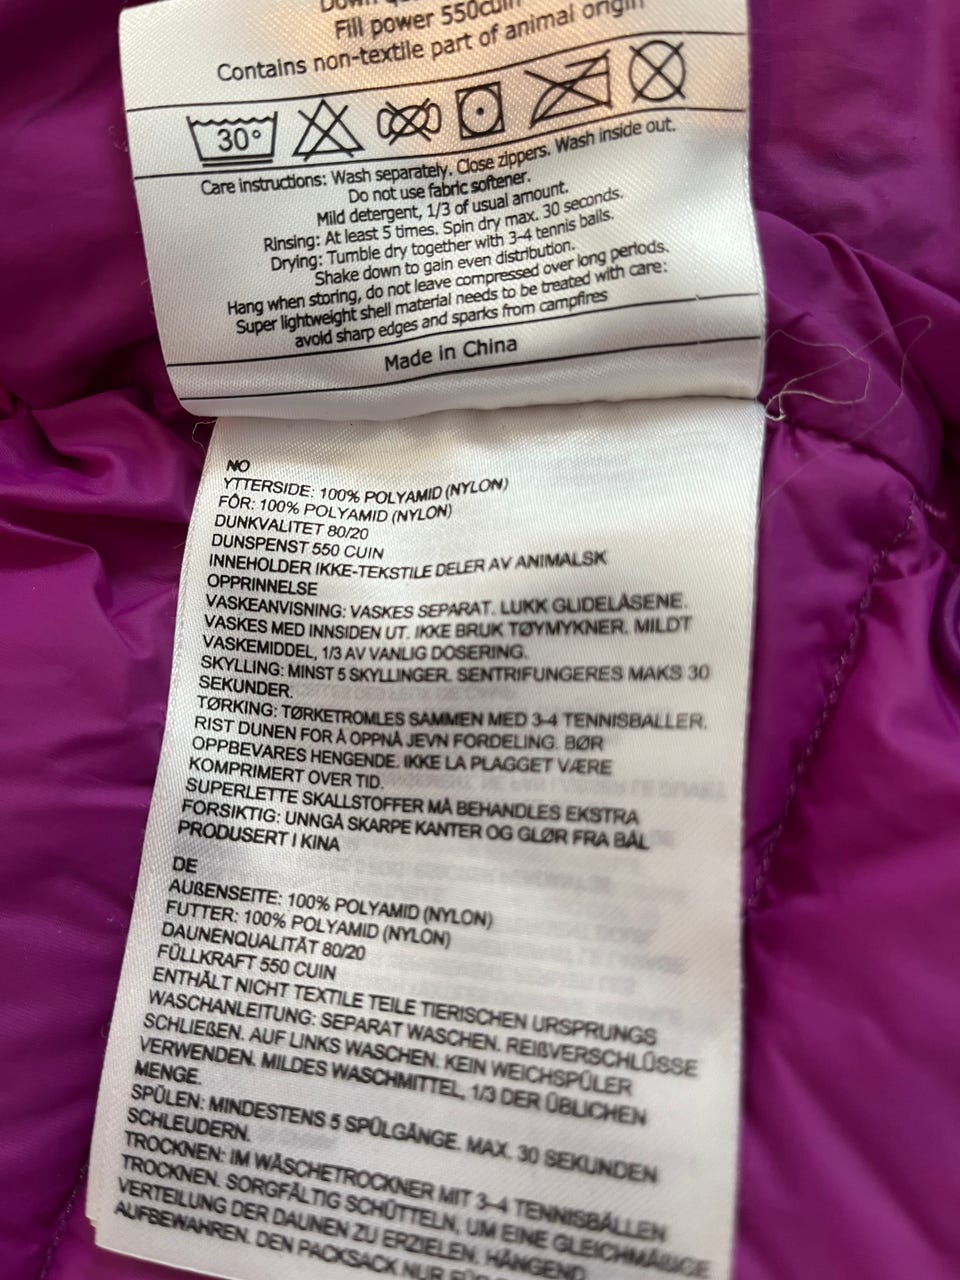 Fill power 550cuin
Contains non-textile part of animal origin
30°
Care instructions: Wash separately. Close zippers. Wash inside out.
Do not use fabric softener.
Mild detergent, 1/3 of usual amount.
Rinsing: At least 5 times. Spin dry max. 30 seconds.
Drying: Tumble dry together with 3-4 tennis balls.
Shake down to gain even distribution.
Hang when storing, do not leave compressed over long periods.
Super lightweight shell material needs to be treated with care:
avoid sharp edges and sparks from campfires
Made in China
NO
YTTERSIDE: 100% POLYAMID (NYLON)
FÔR: 100% POLYAMID (NYLON)
DUNKVALITET 80/20
DUNSPENST 550 CUIN
INNEHOLDER IKKE-TEKSTILE DELER AV ANIMALSK
OPPRINNELSE
VASKEANVISNING: VASKES SEPARAT. LUKK GLIDELÅSENE.
VASKES MED INNSIDEN UT. IKKE BRUK TØYMYKNER. MILDT
VASKEMIDDEL, 1/3 AV VANLIG DOSERING.
SKYLLING: MINST 5 SKYLLINGER. SENTRIFUNGERES MAKS 30
SEKUNDER.
TØRKING: TØRKETROMLES SAMMEN MED 3-4 TENNISBALLER.
RIST DUNEN FOR Å OPPNÅ JEVN FORDELING. BØR
OPPBEVARES HENGENDE. IKKE LA PLAGGET VÆRE
KOMPRIMERT OVER TID.
SUPERLETTE SKALLSTOFFER MÅ BEHANDLES EKSTRA
FORSIKTIG: UNNGÅ SKARPE KANTER OG GLØR FRA BÅL
PRODUSERT I KINA
DE
AUßENSEITE: 100% POLYAMID (NYLON)
FUTTER: 100% POLYAMID (NYLON)
DAUNENQUALITÄT 80/20
FÜLLKRAFT 550 CUIN
ENTHÄLT NICHT TEXTILE TEILE TIERISCHEN URSPRUNGS
WASCHANLEITUNG: SEPARAT WASCHEN. REIßVERSCHLÜSSE
SCHLIEßEN. AUF LINKS WASCHEN. KEIN WEICHSPÜLER
VERWENDEN. MILDES WASCHMITTEL, 1/3 DER ÜBLICHEN
MENGE.
SPÜLEN: MINDESTENS 5 SPÜLGÄNGE. MAX. 30 SEKUNDEN
SCHLEUDERN.
TROCKNEN: IM WÄSCHETROCKNER MIT 3-4 TENNISBÄLLEN
TROCKNEN. SORGFÄLTIG SCHÜTTELN, UM EINE GLEICHMÄßIGE
VERTEILUNG DER DAUNEN ZU ERZIELEN. HÄNGEND
AUFBEWAHREN. DEN PACKSACK NUR FÜR